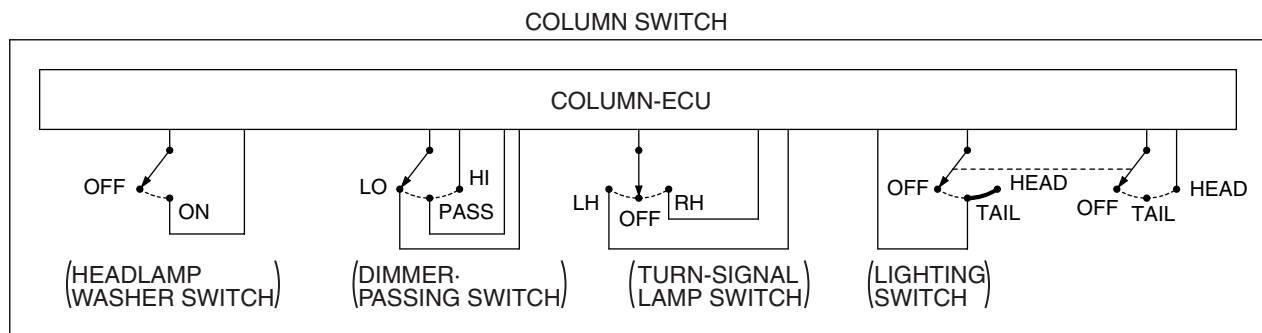 COLUMN SWITCH
COLUMN-ECU
OFF
ON
LO
PASS
HI
LH
OFF
RH
OFF
HEAD
TAIL
OFF
TAIL
HEAD
(HEADLAMP
WASHER SWITCH)
(DIMMER·
PASSING SWITCH)
(TURN-SIGNAL
LAMP SWITCH)
(LIGHTING
SWITCH)